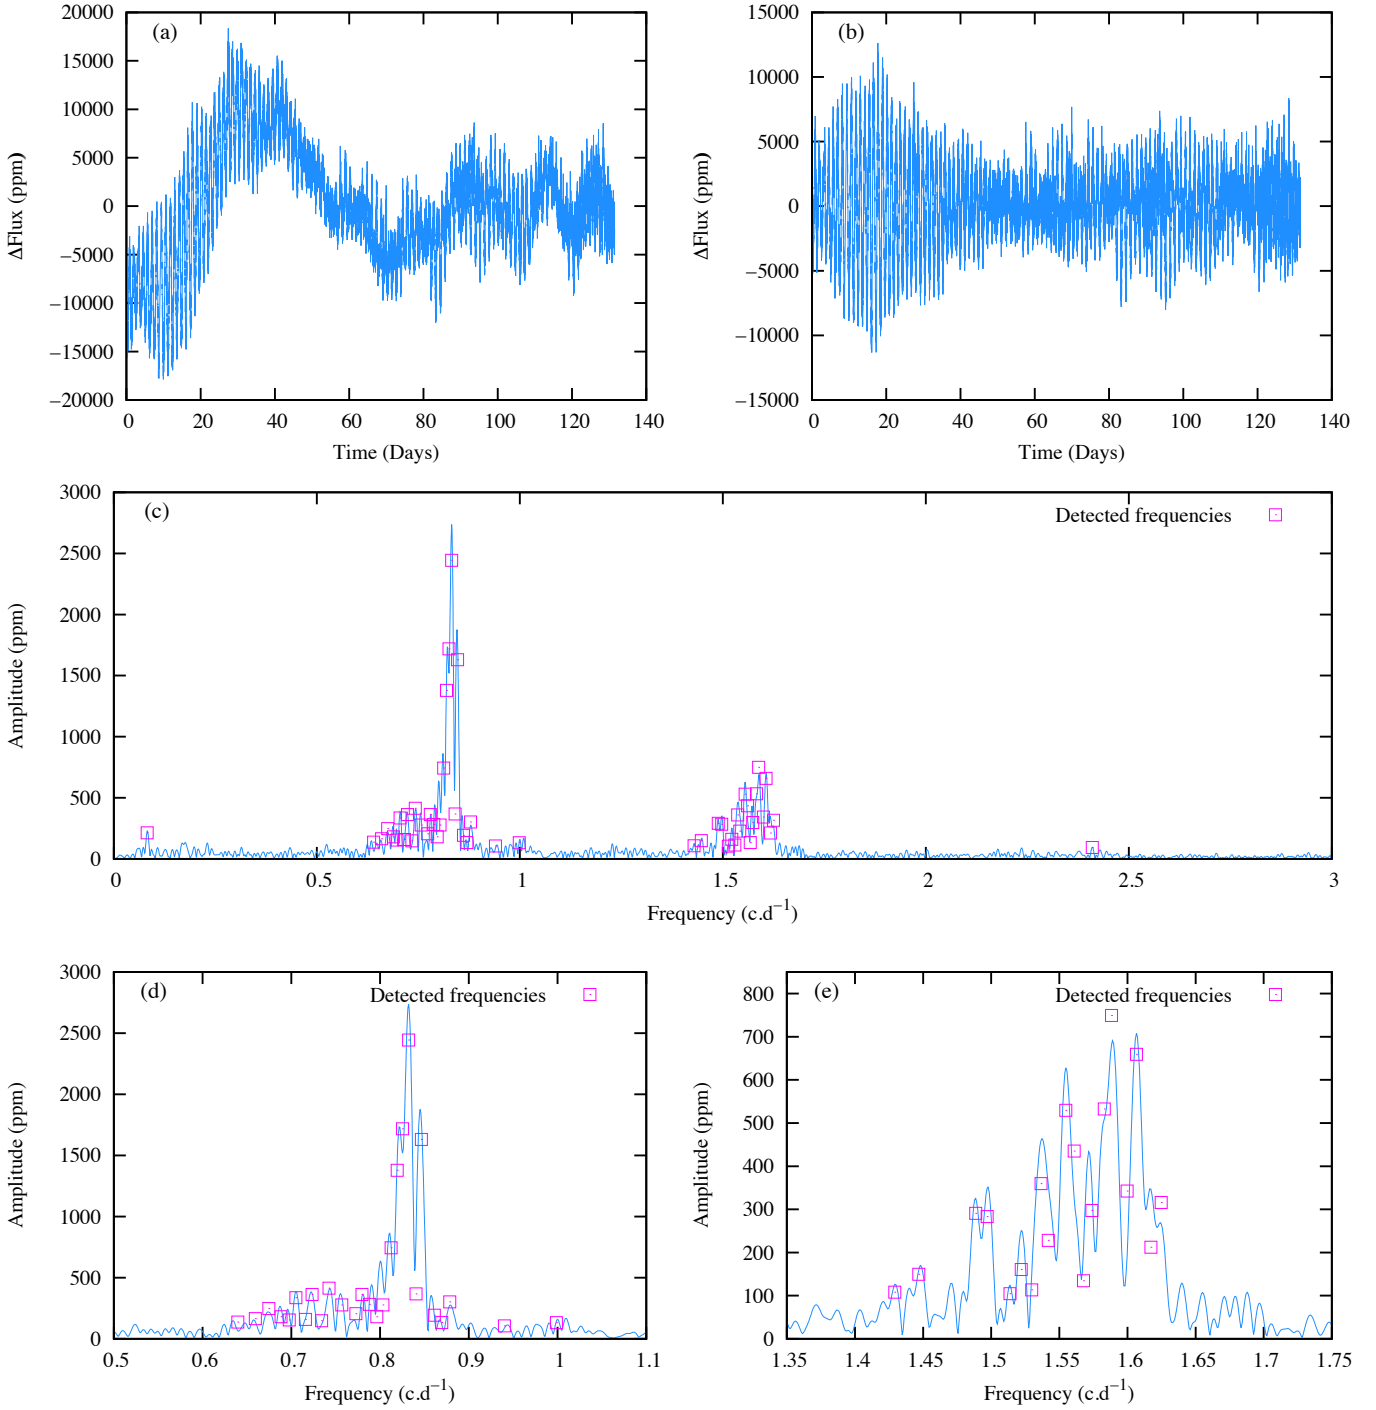 (a)
20000
15000
10000
5000
0
−5000
−10000
−15000
−20000
ΔFlux (ppm)
0 20 40 60 80 100 120 140
Time (Days)
(b)
15000
10000
5000
0
−5000
−10000
−15000
ΔFlux (ppm)
0 20 40 60 80 100 120 140
Time (Days)
(c)
Detected frequencies
3000
2500
2000
1500
1000
500
0
Amplitude (ppm)
0 0.5 1 1.5 2 2.5 3
Frequency (c.d⁻¹)
(d)
Detected frequencies
3000
2500
2000
1500
1000
500
0
Amplitude (ppm)
0.5 0.6 0.7 0.8 0.9 1 1.1
Frequency (c.d⁻¹)
(e)
Detected frequencies
800
700
600
500
400
300
200
100
0
Amplitude (ppm)
1.35 1.4 1.45 1.5 1.55 1.6 1.65 1.7 1.75
Frequency (c.d⁻¹)